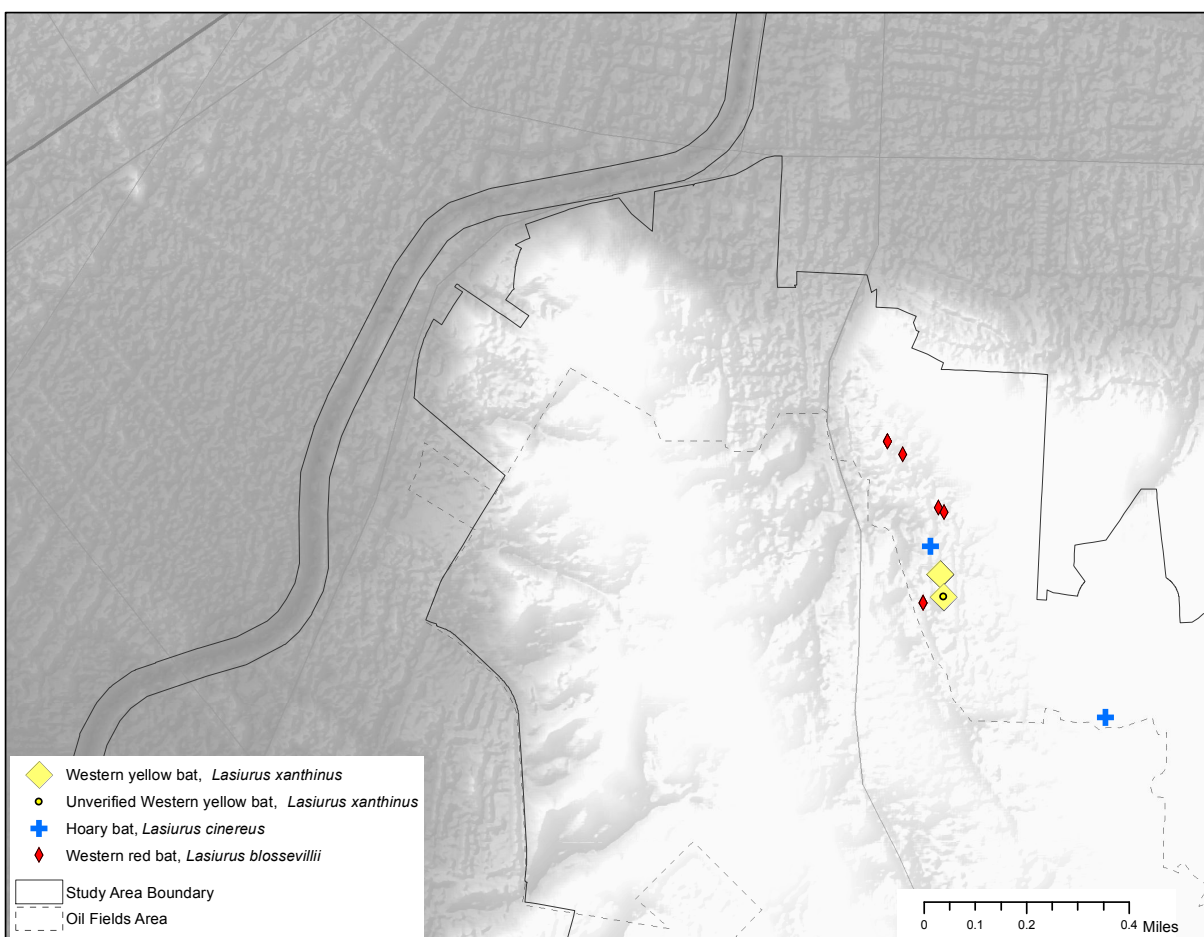 Western yellow bat, Lasiurus xanthinus
Unverified Western yellow bat, Lasiurus xanthinus
Hoary bat, Lasiurus cinereus
Western red bat, Lasiurus blossevillii
Study Area Boundary
Oil Fields Area
0 0.1 0.2 0.4 Miles